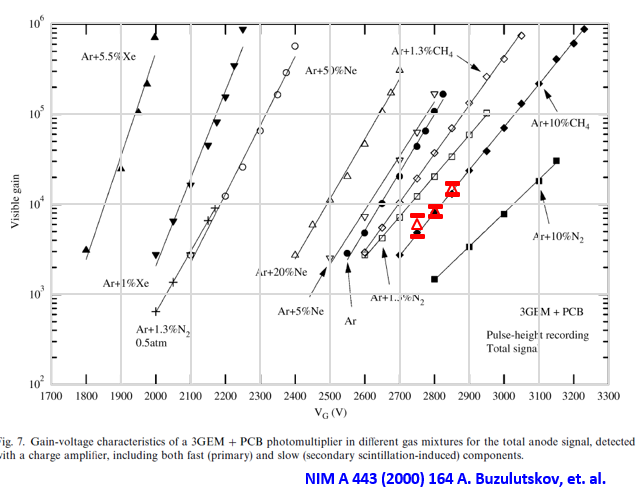 10^6
10^5
10^4
10^3
10^2
Visible gain
Ar+5.5%Xe
Ar+50%Ne
Ar+1.3%CH4
Ar+10%CH4
Ar+10%N2
Ar+1%Xe
Ar+20%Ne
Ar+5%Ne
Ar
Ar+1.3%N2
0.5atm
3GEM + PCB
Pulse-height recording
Total signal
1700 1800 1900 2000 2100 2200 2300 2400 2500 2600 2700 2800 2900 3000 3100 3200 3300
VG (V)
Fig. 7. Gain-voltage characteristics of a 3GEM + PCB photomultiplier in different gas mixtures for the total anode signal, detected
with a charge amplifier, including both fast (primary) and slow (secondary scintillation-induced) components.
NIM A 443 (2000) 164 A. Buzulutskov, et. al.